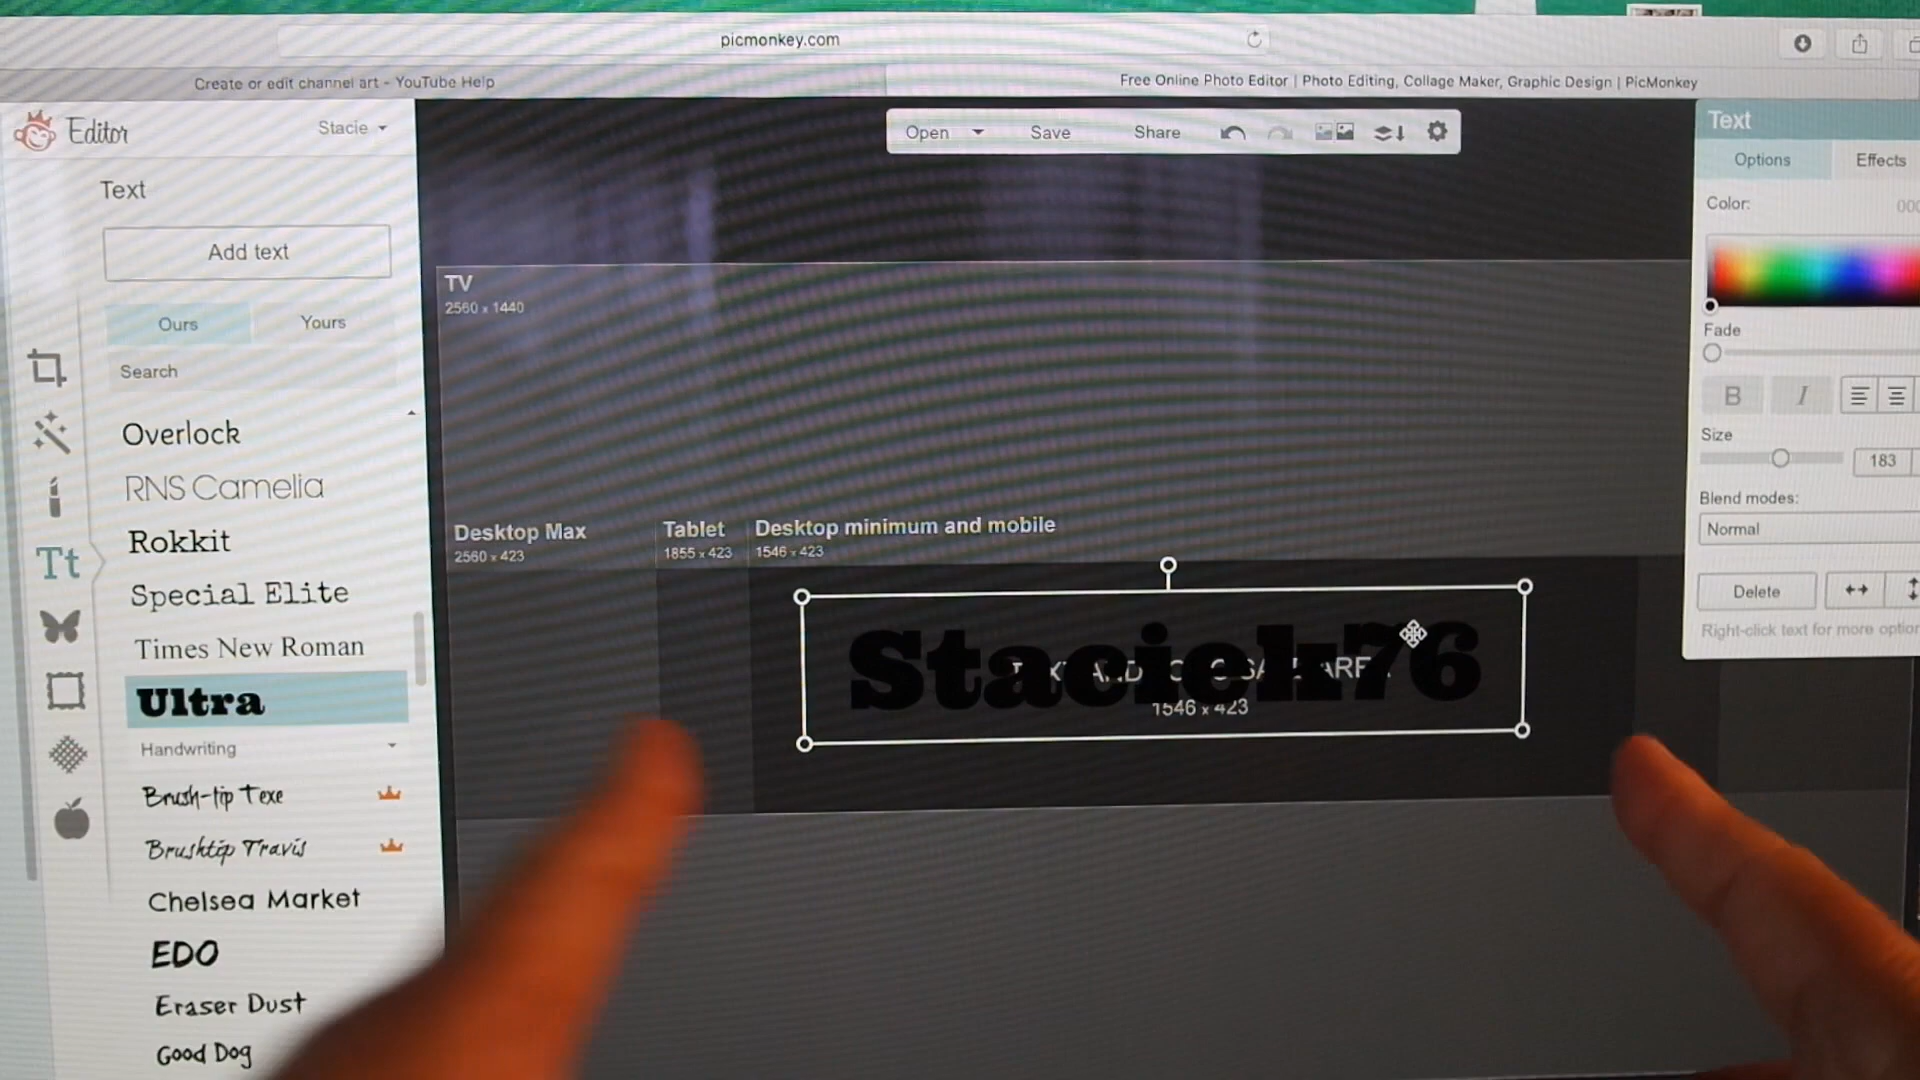 picmonkey.com
Create or edit channel art - YouTube Help
Free Online Photo Editor | Photo Editing, Collage Maker, Graphic Design | PicMonkey
Editor
Stacie
Open
Save
Share
Text
Options
Effects
Text
Add text
Ours
Yours
Search
Overlock
RNS Camelia
Rokkit
Special Elite
Times New Roman
Ultra
Handwriting
Brush-tip Texe
Brushtip Travis
Chelsea Market
EDO
Eraser Dust
Good Dog
Tt
TV
2560 x 1440
Desktop Max
2560 x 423
Tablet
1855 x 423
Desktop minimum and mobile
1546 x 423
Staciek76
1546 x 423
Color:
000
Fade
B
I
Size
183
Blend modes:
Normal
Delete
Right-click text for more option